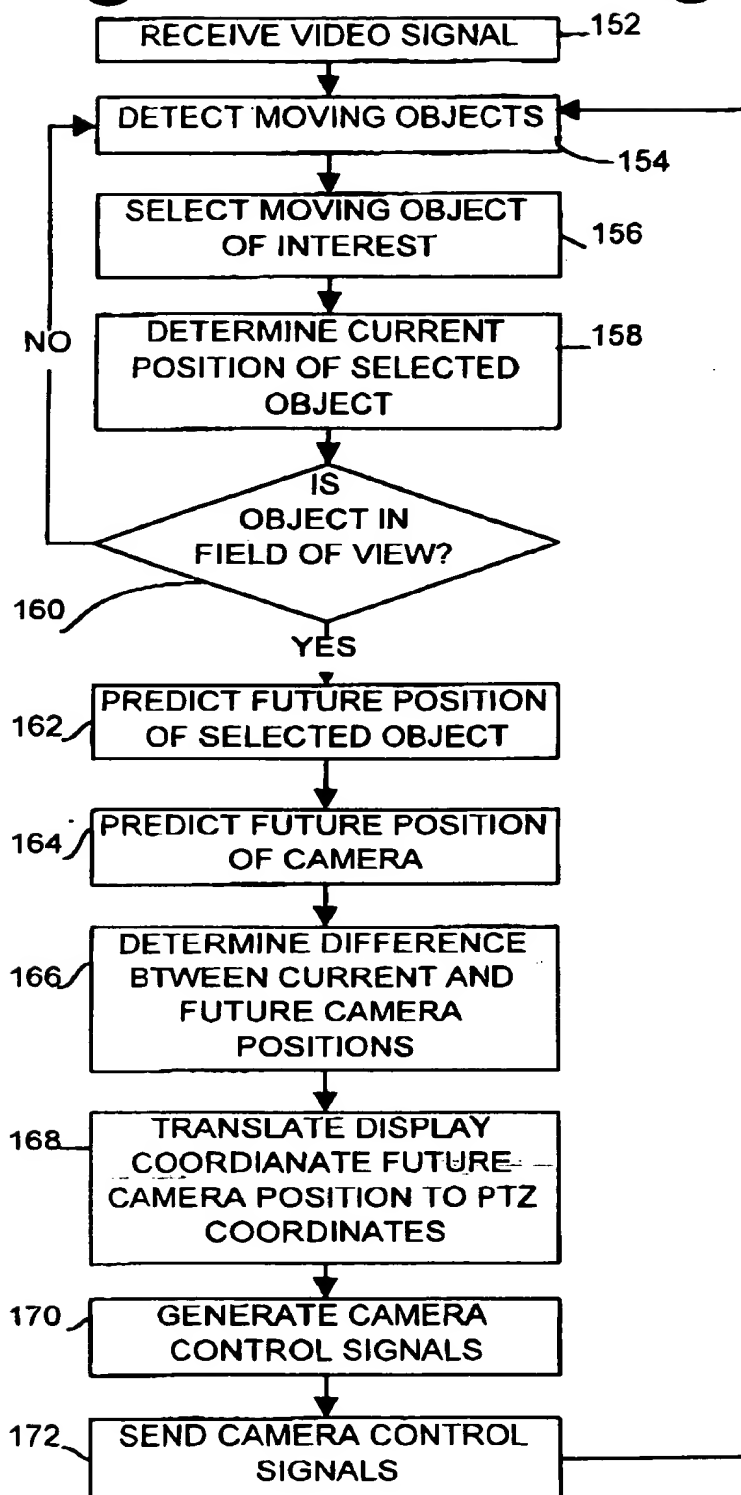 RECEIVE VIDEO SIGNAL
152
DETECT MOVING OBJECTS
154
SELECT MOVING OBJECT
OF INTEREST
156
DETERMINE CURRENT
POSITION OF SELECTED
OBJECT
158
NO
IS
OBJECT IN
FIELD OF VIEW?
160
YES
PREDICT FUTURE POSITION
OF SELECTED OBJECT
162
PREDICT FUTURE POSITION
OF CAMERA
164
DETERMINE DIFFERENCE
BTWEEN CURRENT AND
FUTURE CAMERA
POSITIONS
166
TRANSLATE DISPLAY
COORDIANATE FUTURE
CAMERA POSITION TO PTZ
COORDINATES
168
GENERATE CAMERA
CONTROL SIGNALS
170
SEND CAMERA CONTROL
SIGNALS
172